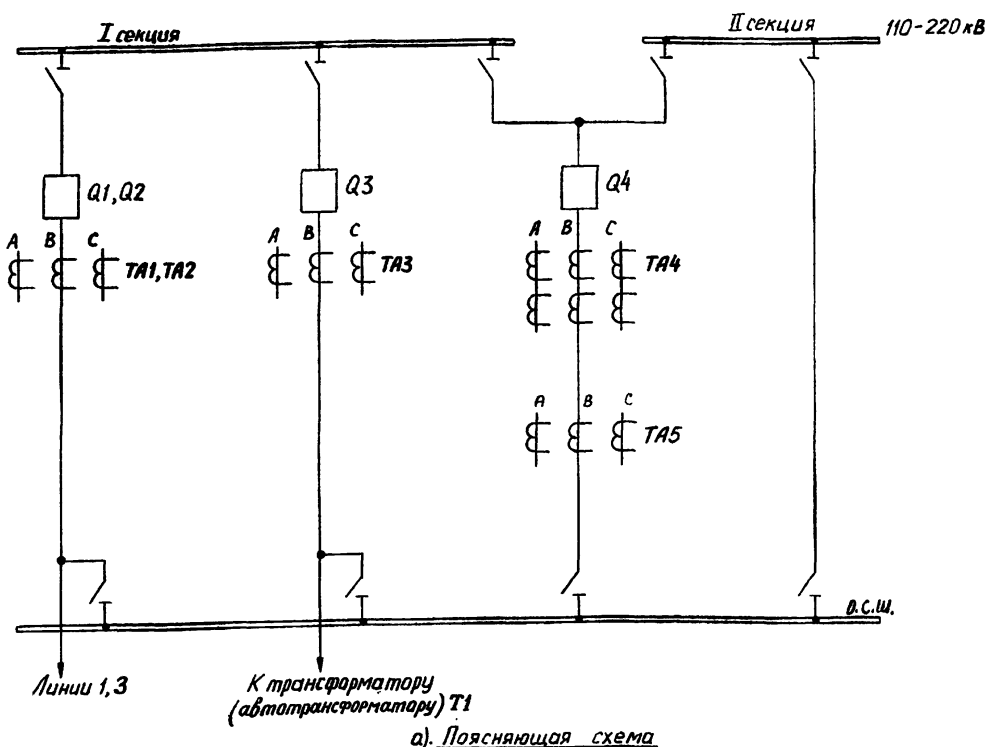 I секция
II секция
110-220 кВ
Q1, Q2
Q3
Q4
A B C
TA1, TA2
A B C
TA3
A B C
TA4
A B C
TA5
О.С.Ш.
Линии 1,3
К трансформатору
(автотрансформатору) T1
а). Поясняющая схема